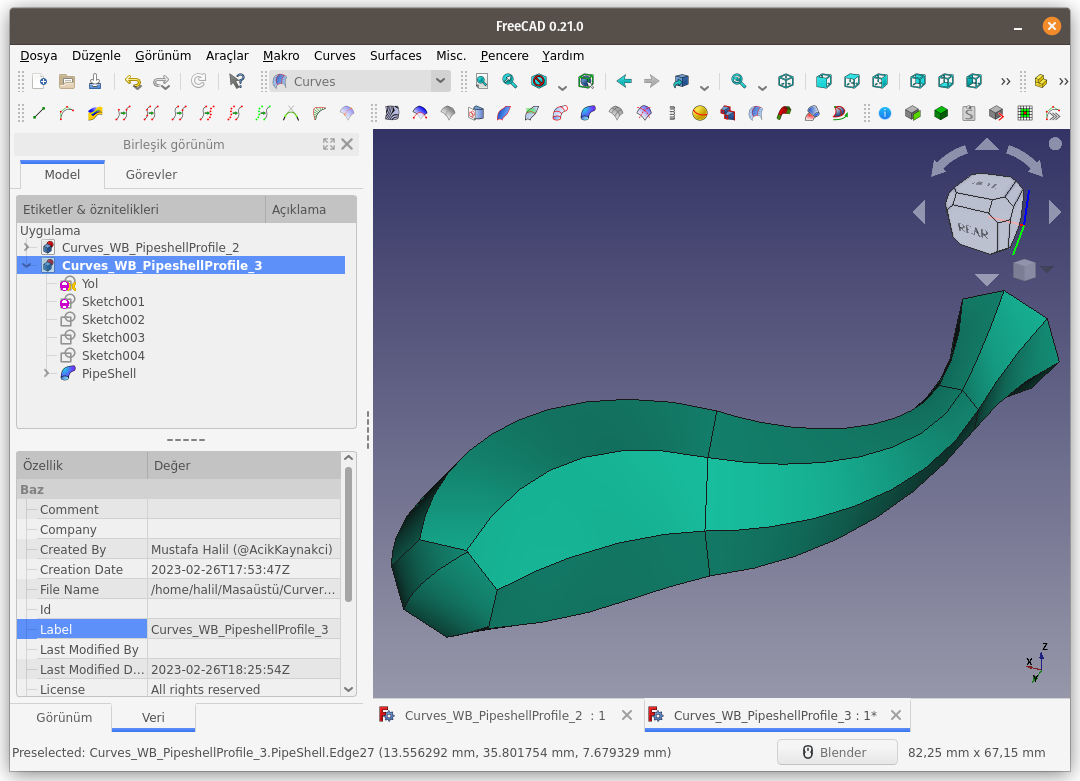 FreeCAD 0.21.0
Dosya Düzenle Görünüm Araçlar Makro Curves Surfaces Misc. Pencere Yardım
Curves
Birleşik görünüm
Model Görevler
Etiketler & öznitelikleri Açıklama
Uygulama
Curves_WB_PipeshellProfile_2
Curves_WB_PipeshellProfile_3
Yol
Sketch001
Sketch002
Sketch003
Sketch004
PipeShell
Özellik Değer
Baz
Comment
Company
Created By Mustafa Halil (@AcikKaynakci)
Creation Date 2023-02-26T17:53:47Z
File Name /home/halil/Masaüstü/Curver...
Id
Label Curves_WB_PipeshellProfile_3
Last Modified By
Last Modified D... 2023-02-26T18:25:54Z
License All rights reserved
Görünüm Veri
REAR
Z
X
Y
Curves_WB_PipeshellProfile_2 : 1
Curves_WB_PipeshellProfile_3 : 1*
Preselected: Curves_WB_PipeshellProfile_3.PipeShell.Edge27 (13.556292 mm, 35.801754 mm, 7.679329 mm)
Blender
82,25 mm x 67,15 mm